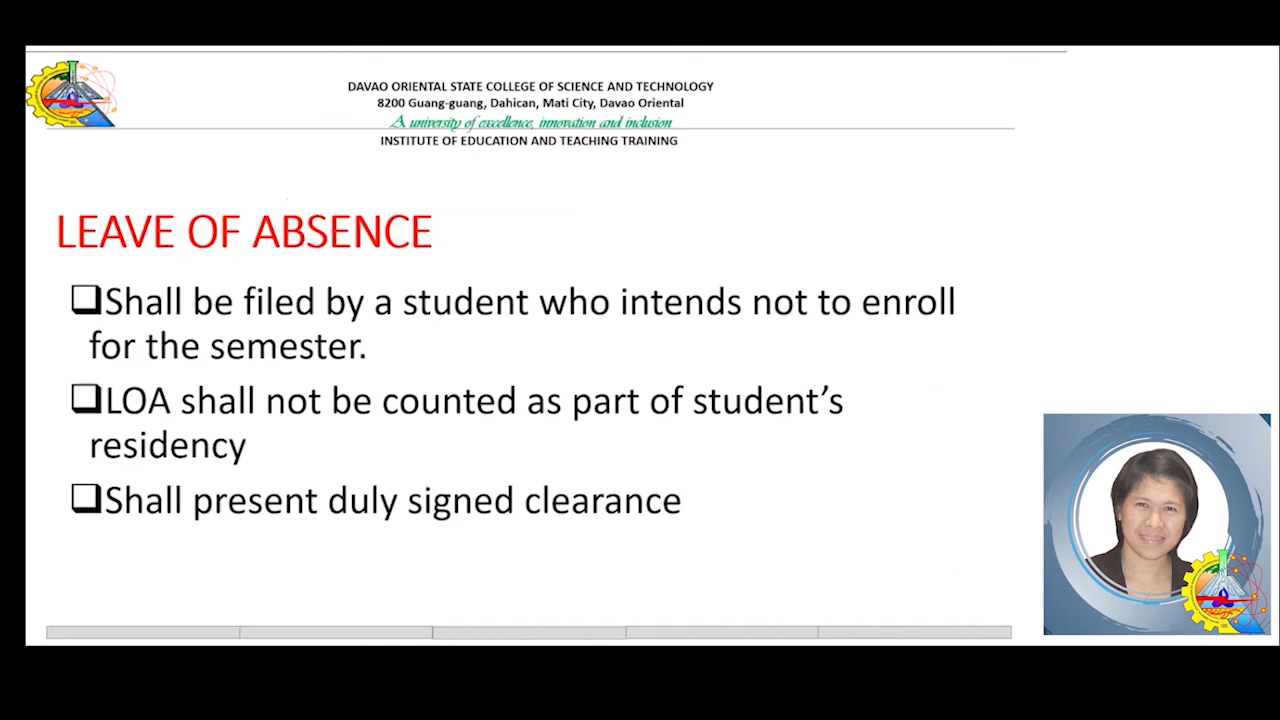 DAVAO ORIENTAL STATE COLLEGE OF SCIENCE AND TECHNOLOGY
8200 Guang-guang, Dahican, Mati City, Davao Oriental
A university of excellence, innovation and inclusion
INSTITUTE OF EDUCATION AND TEACHING TRAINING
LEAVE OF ABSENCE
❑Shall be filed by a student who intends not to enroll
for the semester.
❑LOA shall not be counted as part of student’s
residency
❑Shall present duly signed clearance